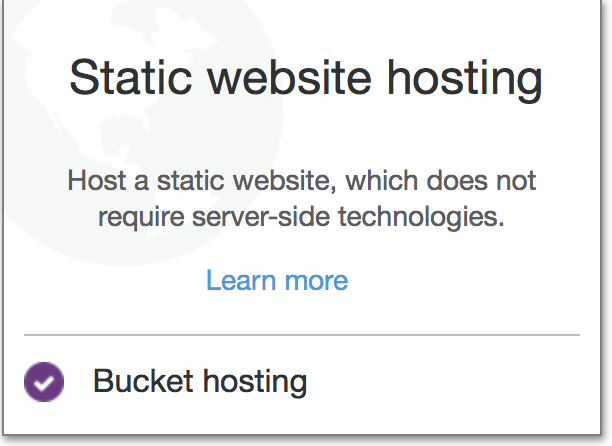 Static website hosting
Host a static website, which does not
require server-side technologies.
Learn more
Bucket hosting